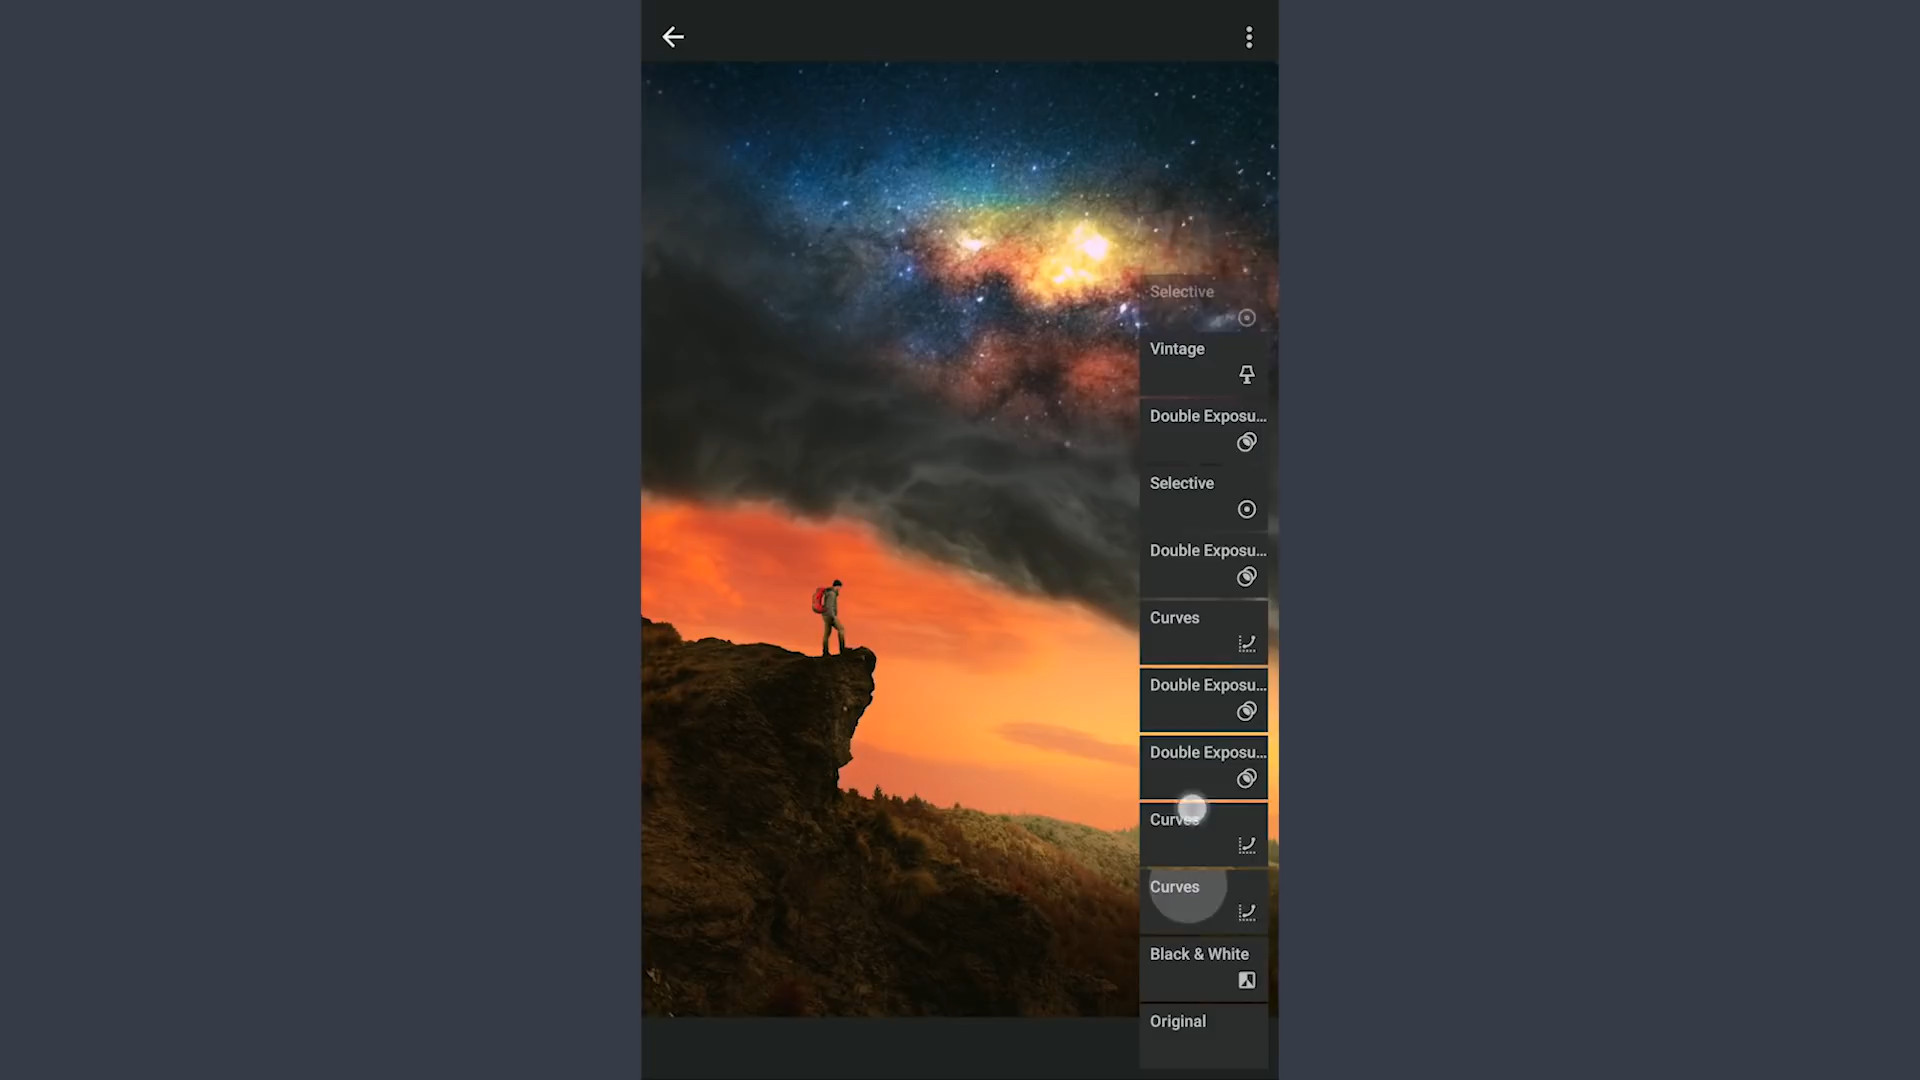 Selective
Vintage
Double Exposu...
Selective
Double Exposu...
Curves
Double Exposu...
Double Exposu...
Curves
Curves
Black & White
Original